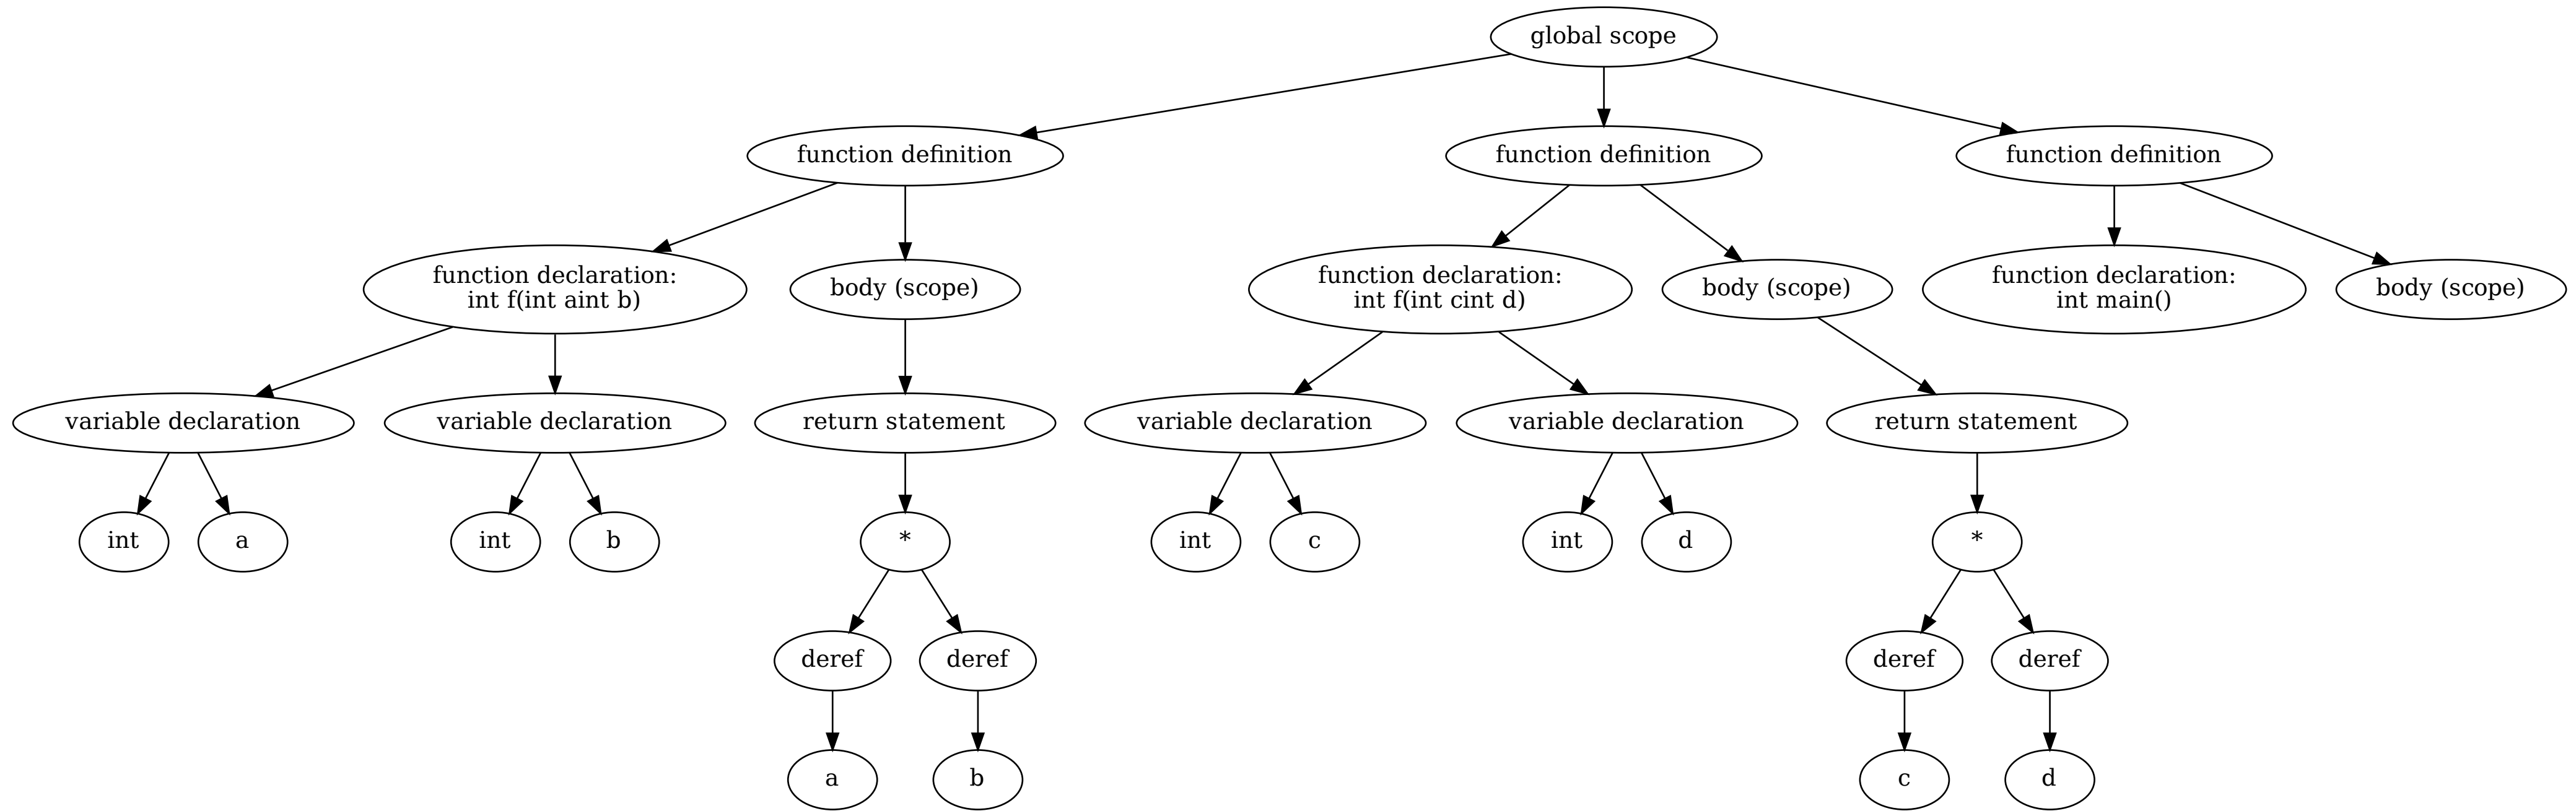 global scope
function definition
function definition
function definition
function declaration:
int f(int aint b)
body (scope)
function declaration:
int f(int cint d)
body (scope)
function declaration:
int main()
body (scope)
variable declaration
variable declaration
return statement
variable declaration
variable declaration
return statement
int
a
int
b
*
int
c
int
d
*
deref
deref
deref
deref
a
b
c
d